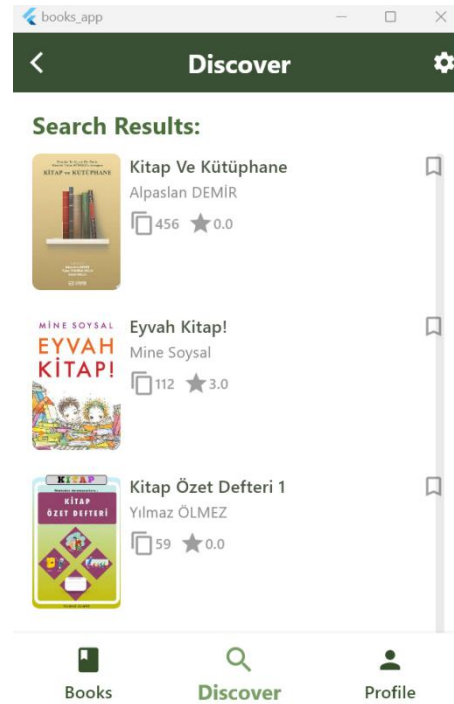 books_app
Discover
Search Results:
KİTAP ve KÜTÜPHANE
Kitap Ve Kütüphane
Alpaslan DEMİR
456 0.0
MİNE SOYSAL
EYVAH
KİTAP!
Eyvah Kitap!
Mine Soysal
112 3.0
KİTAP
KİTAP
ÖZET DEFTERİ
Kitap Özet Defteri 1
Yılmaz ÖLMEZ
59 0.0
Books
Discover
Profile